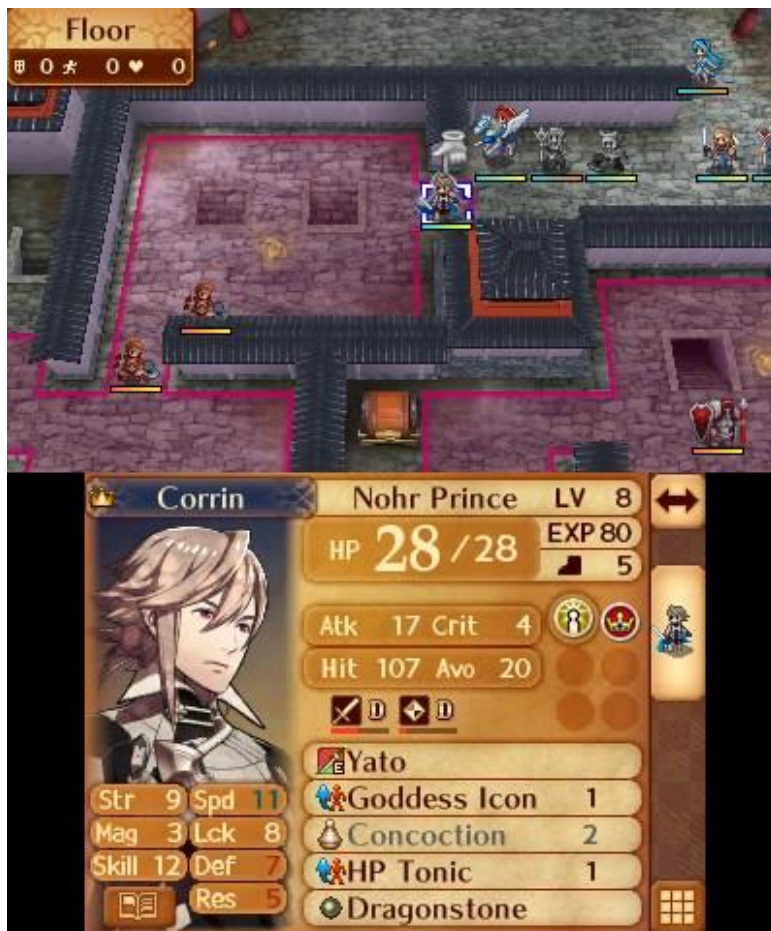 Floor
0 0 0
Corrin
Nohr Prince LV 8
HP 28/28 EXP 80
5
Atk 17 Crit 4
Hit 107 Avo 20
D D
E Yato
Goddess Icon 1
Concoction 2
HP Tonic 1
Dragonstone
Str 9 Spd 11
Mag 3 Lck 8
Skill 12 Def 7
Res 5